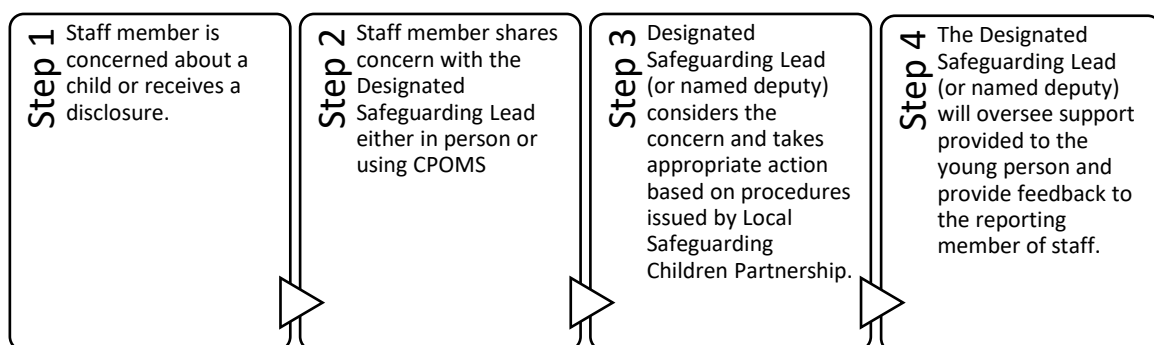 Step 1
Staff member is
concerned about a
child or receives a
disclosure.
Step 2
Staff member shares
concern with the
Designated
Safeguarding Lead
either in person or
using CPOMS
Step 3
Designated
Safeguarding Lead
(or named deputy)
considers the
concern and takes
appropriate action
based on procedures
issued by Local
Safeguarding
Children Partnership.
Step 4
The Designated
Safeguarding Lead
(or named deputy)
will oversee support
provided to the
young person and
provide feedback to
the reporting
member of staff.